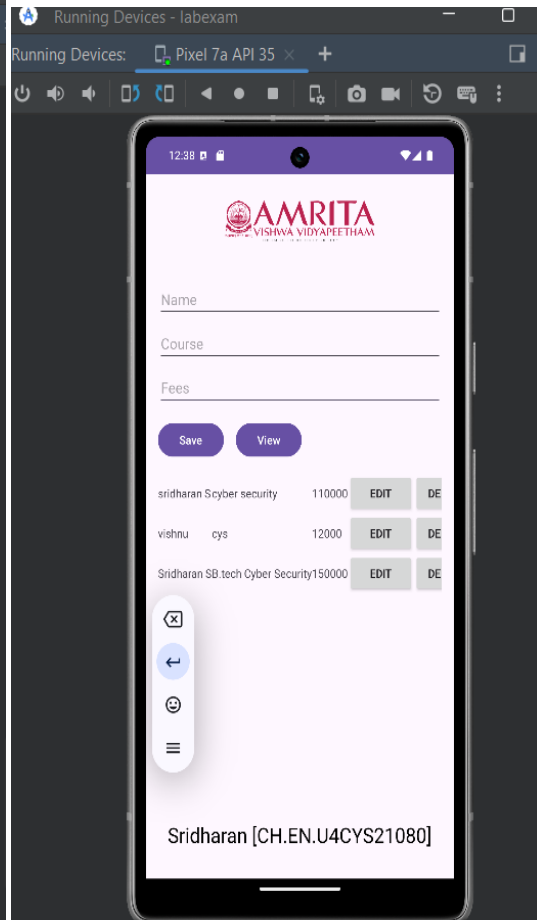 Running Devices - labexam
Running Devices: Pixel 7a API 35
12:38
AMRITA
VISHWA VIDYAPEETHAM
Name
Course
Fees
Save View
sridharan S cyber security 110000 EDIT DE
vishnu cys 12000 EDIT DE
Sridharan S B.tech Cyber Security 150000 EDIT DE
Sridharan [CH.EN.U4CYS21080]